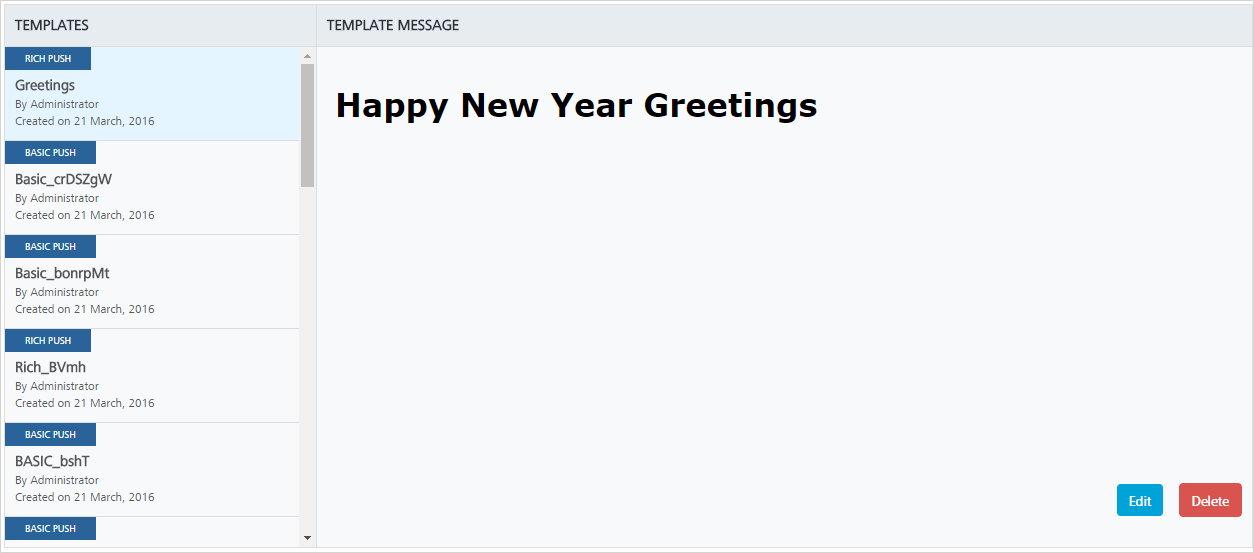 TEMPLATES
TEMPLATE MESSAGE
RICH PUSH
Greetings
By Administrator
Created on 21 March, 2016
BASIC PUSH
Basic_crDSZgW
By Administrator
Created on 21 March, 2016
BASIC PUSH
Basic_bonrpMt
By Administrator
Created on 21 March, 2016
RICH PUSH
Rich_BVmh
By Administrator
Created on 21 March, 2016
BASIC PUSH
BASIC_bshT
By Administrator
Created on 21 March, 2016
BASIC PUSH
Happy New Year Greetings
Edit
Delete